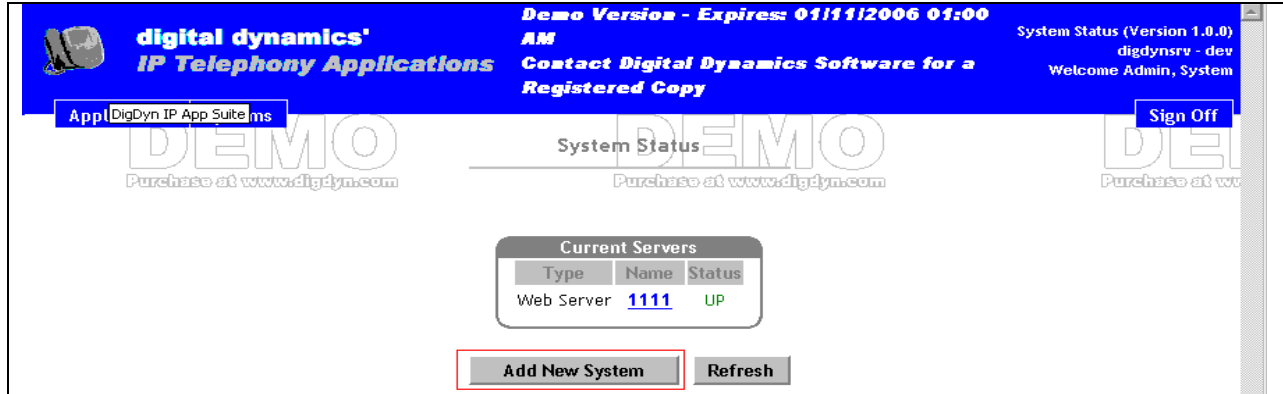 Demo Version - Expires: 01/11/2006 01:00
AM
Contact Digital Dynamics Software for a
Registered Copy
digital dynamics'
IP Telephony Applications
System Status (Version 1.0.0)
digdynsrv - dev
Welcome Admin, System
Appl DigDyn IP App Suite ms
Sign Off
DEMO DEMO DE
System Status
Purchase at www.digdyn.com Purchase at www.digdyn.com Purchase at
Current Servers
Type Name Status
Web Server 1111 UP
Add New System Refresh